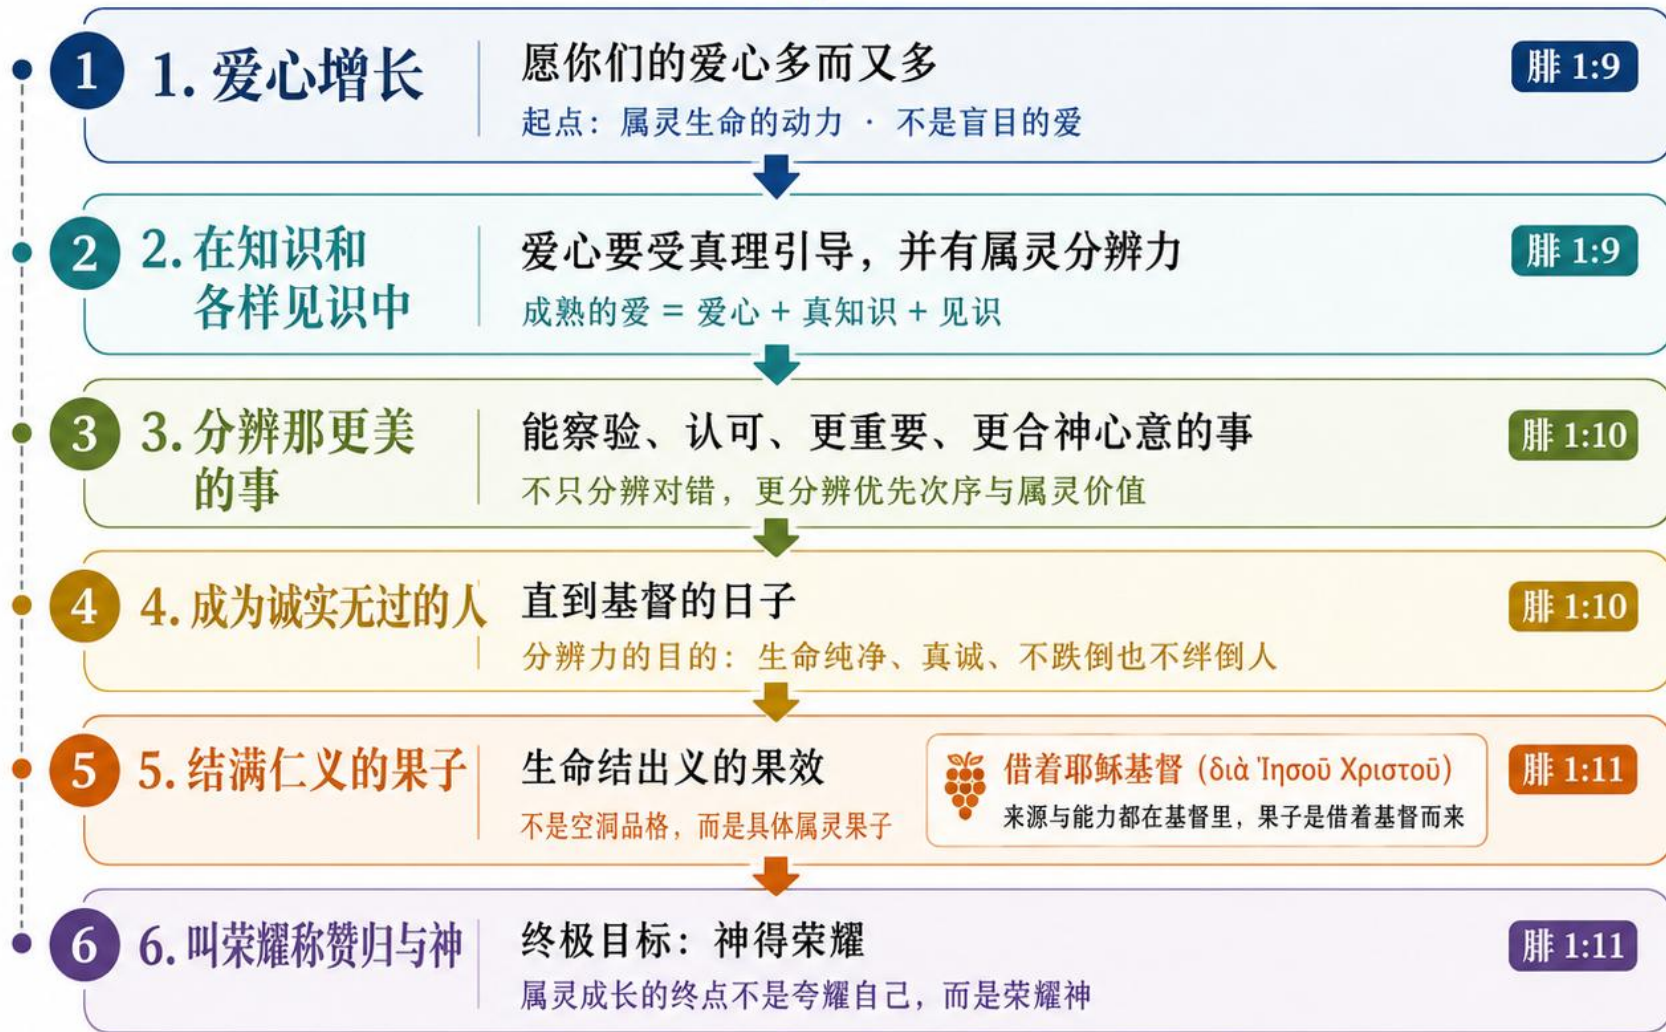 1
1. 爱心增长
愿你们的爱心多而又多
起点：属灵生命的动力 · 不是盲目的爱
腓 1:9
2
2. 在知识和
各样见识中
爱心要受真理引导，并有属灵分辨力
成熟的爱 = 爱心 + 真知识 + 见识
腓 1:9
3
3. 分辨那更美
的事
能察验、认可、更重要、更合神心意的事
不只分辨对错，更分辨优先次序与属灵价值
腓 1:10
4
4. 成为诚实无过的人
直到基督的日子
分辨力的目的：生命纯净、真诚、不跌倒也不绊倒人
腓 1:10
5
5. 结满仁义的果子
生命结出义的果效
不是空洞品格，而是具体属灵果子
借着耶稣基督 (διὰ Ἰησοῦ Χριστοῦ)
来源与能力都在基督里，果子是借着基督而来
腓 1:11
6
6. 叫荣耀称赞归与神
终极目标：神得荣耀
属灵成长的终点不是夸耀自己，而是荣耀神
腓 1:11